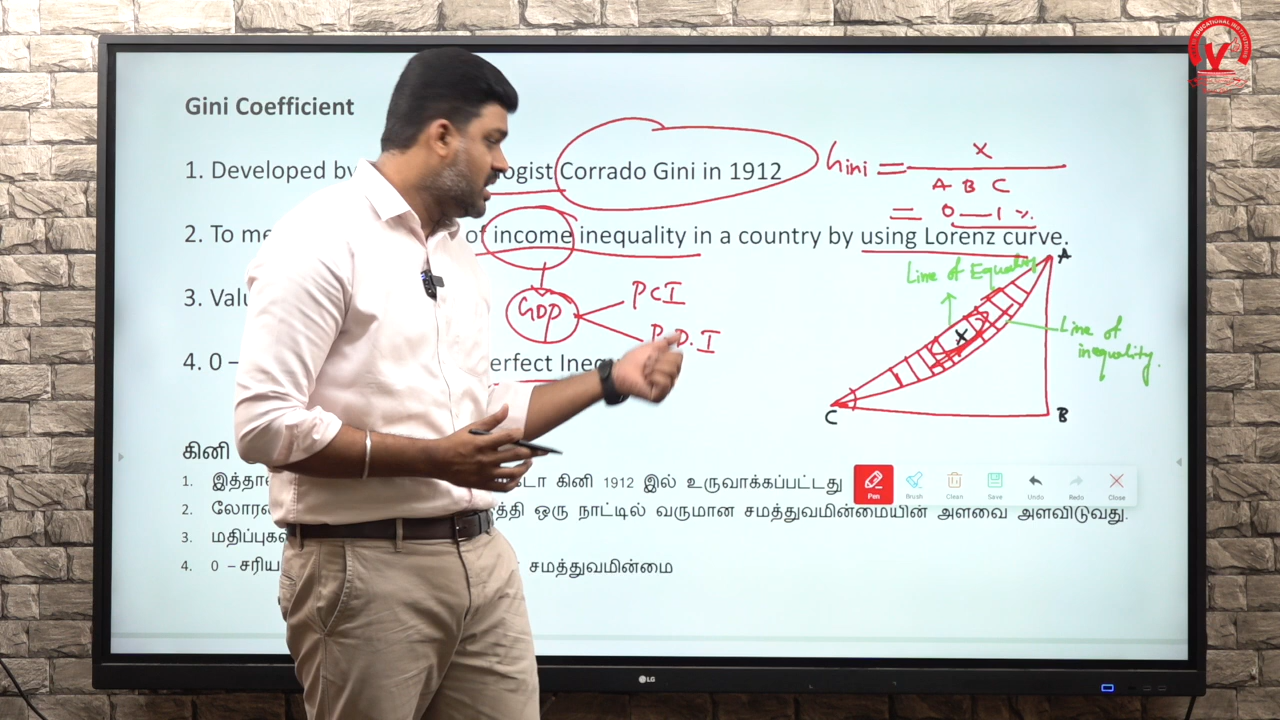 Gini Coefficient
1. Developed by ogist Corrado Gini in 1912
2. To me of income inequality in a country by using Lorenz curve.
3. Valu
4. 0 – erfect Ineq
Gini = X
A B C
= 0 — 1 %
GDP
PCI
P.D.I
Line of Equality
Line of
inequality.
A
X
C
B
கினி
1. இத்தா டோ கினி 1912 இல் உருவாக்கப்பட்டது
2. லோர த்தி ஒரு நாட்டில் வருமான சமத்துவமின்மையின் அளவை அளவிடுவது.
3. மதிப்புக
4. 0 – சரிய சமத்துவமின்மை
Pen Brush Clean Save Undo Redo Close
LG
V